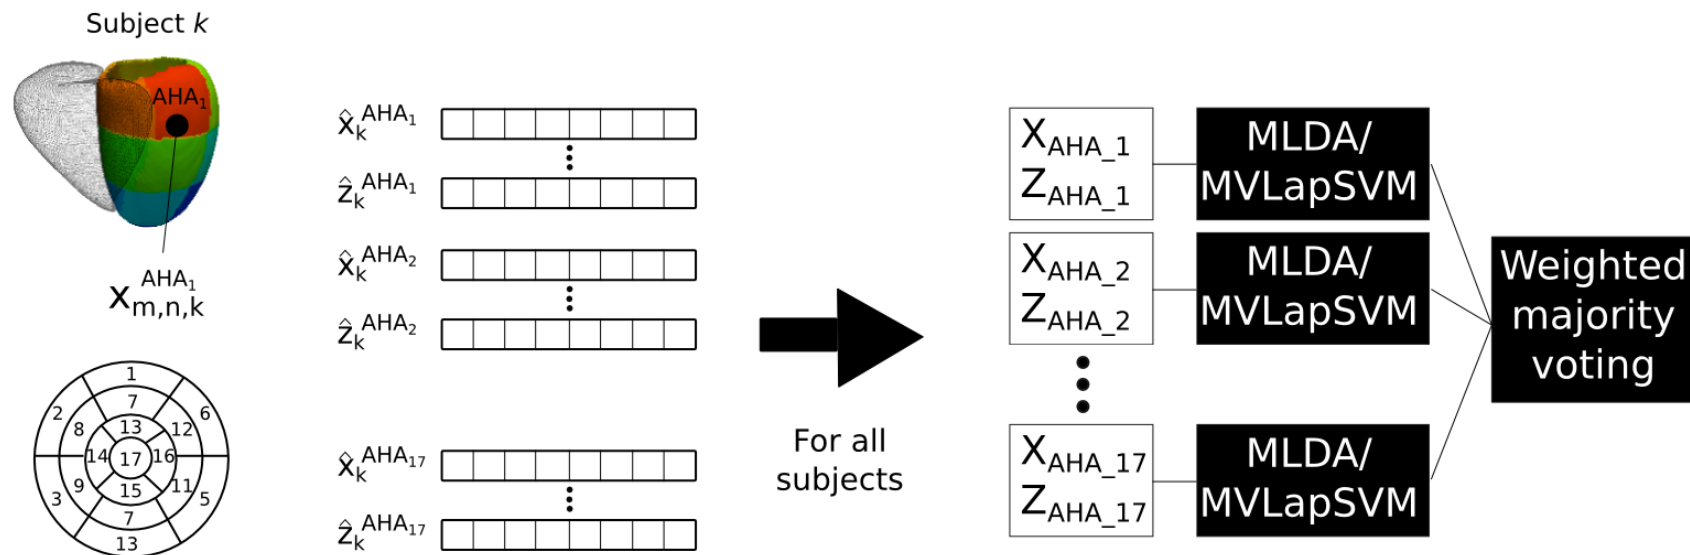 Subject k
AHA1
x m,n,k AHA1
1
2
7
6
8
13
12
14
17
16
9
15
11
3
7
5
13
x̂k AHA1
ẑk AHA1
x̂k AHA2
ẑk AHA2
x̂k AHA17
ẑk AHA17
For all
subjects
XAHA_1
ZAHA_1
XAHA_2
ZAHA_2
XAHA_17
ZAHA_17
MLDA/
MVLapSVM
MLDA/
MVLapSVM
MLDA/
MVLapSVM
Weighted
majority
voting